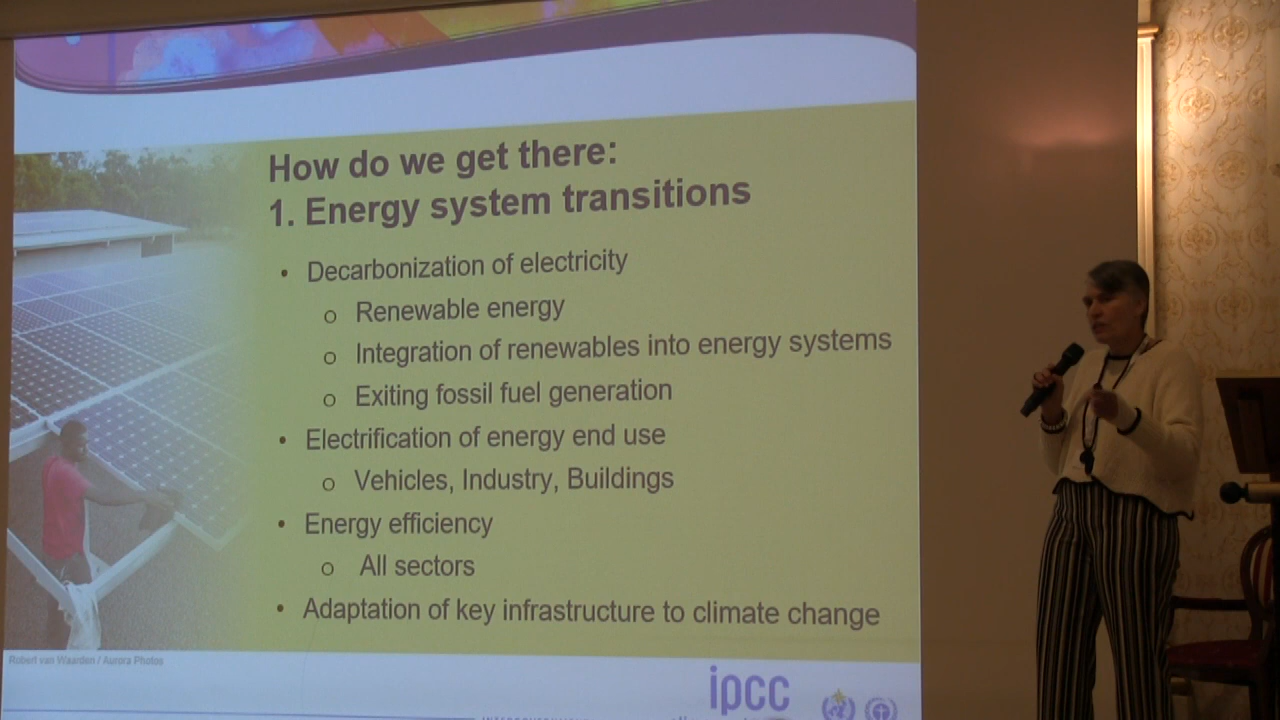 How do we get there:
1. Energy system transitions
• Decarbonization of electricity
o Renewable energy
o Integration of renewables into energy systems
o Exiting fossil fuel generation
• Electrification of energy end use
o Vehicles, Industry, Buildings
• Energy efficiency
o All sectors
• Adaptation of key infrastructure to climate change
Robert van Waarden / Aurora Photos
ipcc